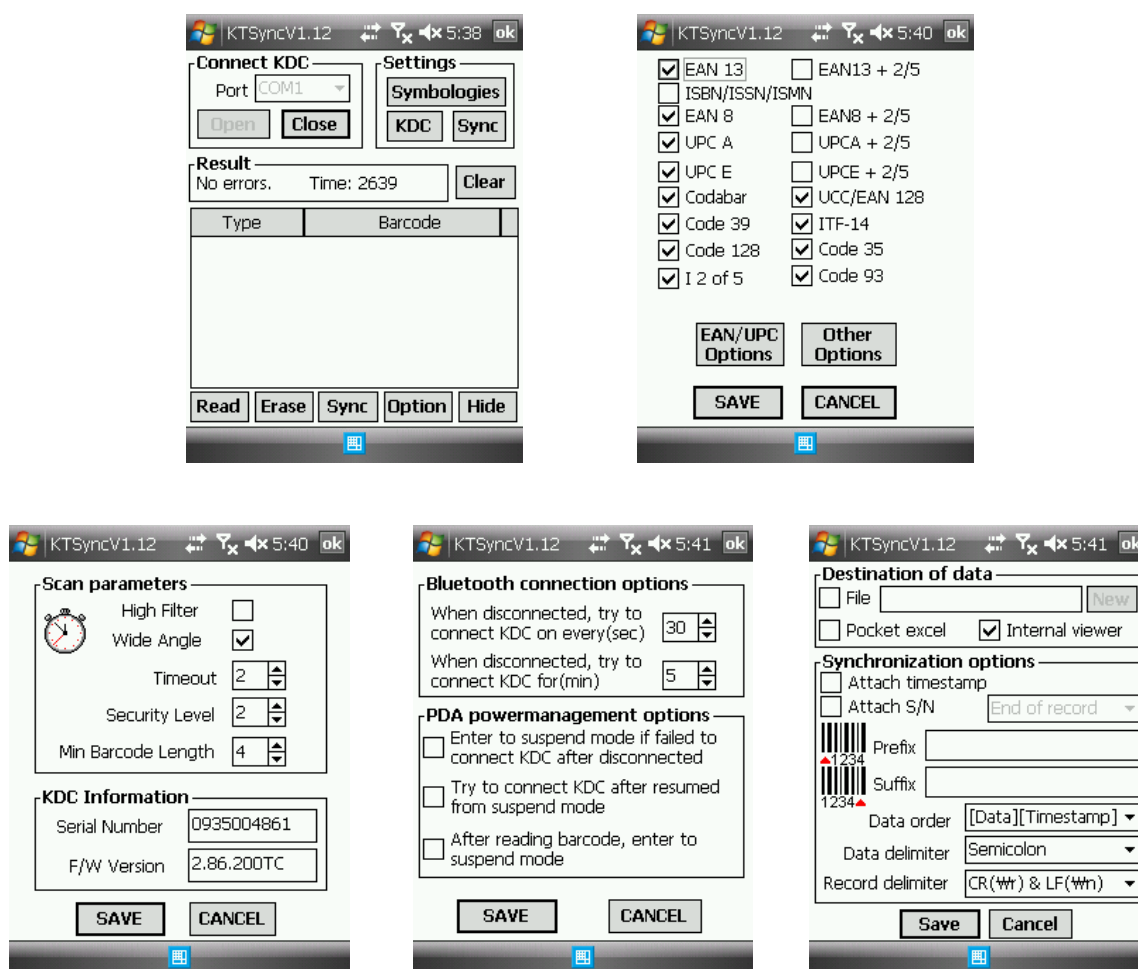 KTSyncV1.12 5:38 ok
Connect KDC
Port COM1
Open Close
Settings
Symbologies
KDC Sync
Result
No errors. Time: 2639
Clear
Type Barcode
Read Erase Sync Option Hide
KTSyncV1.12 5:40 ok
EAN 13 EAN13 + 2/5
ISBN/ISSN/ISMN
EAN 8 EAN8 + 2/5
UPC A UPCA + 2/5
UPC E UPCE + 2/5
Codabar UCC/EAN 128
Code 39 ITF-14
Code 128 Code 35
I 2 of 5 Code 93
EAN/UPC Options
Other Options
SAVE CANCEL
KTSyncV1.12 5:40 ok
Scan parameters
High Filter
Wide Angle
Timeout 2
Security Level 2
Min Barcode Length 4
KDC Information
Serial Number 0935004861
F/W Version 2.86.200TC
SAVE CANCEL
KTSyncV1.12 5:41 ok
Bluetooth connection options
When disconnected, try to
connect KDC on every(sec) 30
When disconnected, try to
connect KDC for(min) 5
PDA powermanagement options
Enter to suspend mode if failed to
connect KDC after disconnected
Try to connect KDC after resumed
from suspend mode
After reading barcode, enter to
suspend mode
SAVE CANCEL
KTSyncV1.12 5:41 ok
Destination of data
File New
Pocket excel Internal viewer
Synchronization options
Attach timestamp
Attach S/N End of record
1234 Prefix
1234 Suffix
Data order [Data][Timestamp]
Data delimiter Semicolon
Record delimiter CR(₩r) & LF(₩n)
Save Cancel